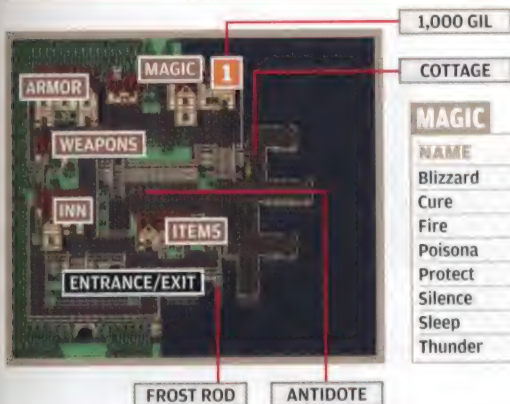 1,000 GIL
COTTAGE
ARMOR
MAGIC
1
WEAPONS
INN
ITEMS
ENTRANCE/EXIT
FROST ROD
ANTIDOTE
MAGIC
NAME
Blizzard
Cure
Fire
Poisona
Protect
Silence
Sleep
Thunder